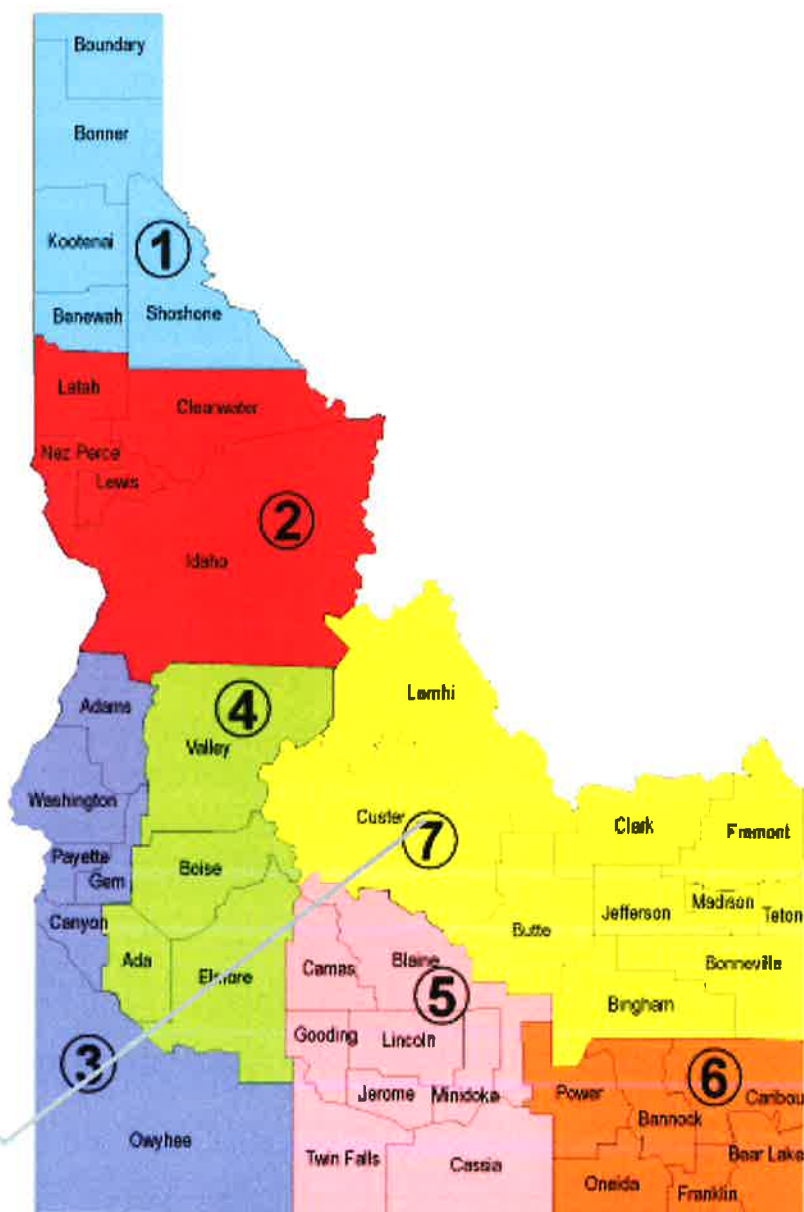 Boundary
Bonner
Kootenai
1
Benewah
Shoshone
Latah
Clearwater
Nez Perce
Lewis
2
Idaho
Adams
4
Valley
Lemhi
Washington
Custer
7
Clark
Fremont
Payette
Gem
Boise
Canyon
Jefferson
Madison
Teton
Butte
Ada
Elmore
Camas
Blaine
Bonneville
5
Bingham
3
Gooding
Lincoln
6
Jerome
Minidoka
Power
Caribou
Bannock
Owyhee
Twin Falls
Cassia
Bear Lake
Oneida
Franklin